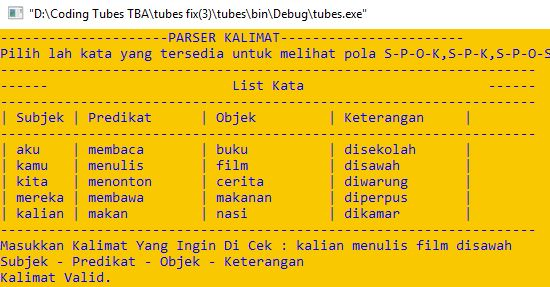 "D:\Coding Tubes TBA\tubes fix(3)\tubes\bin\Debug\tubes.exe"
----------------------PARSER KALIMAT------------------------
Pilih lah kata yang tersedia untuk melihat pola S-P-O-K,S-P-K,S-P-O-S
----------------------------------------------------------------------
------ List Kata ------
----------------------------------------------------------------------
| Subjek | Predikat | Objek | Keterangan |
----------------------------------------------------------------------
| aku | membaca | buku | disekolah |
| kamu | menulis | film | disawah |
| kita | menonton | cerita | diwarung |
| mereka | membawa | makanan | diperpus |
| kalian | makan | nasi | dikamar |
----------------------------------------------------------------------
Masukkan Kalimat Yang Ingin Di Cek : kalian menulis film disawah
Subjek - Predikat - Objek - Keterangan
Kalimat Valid.